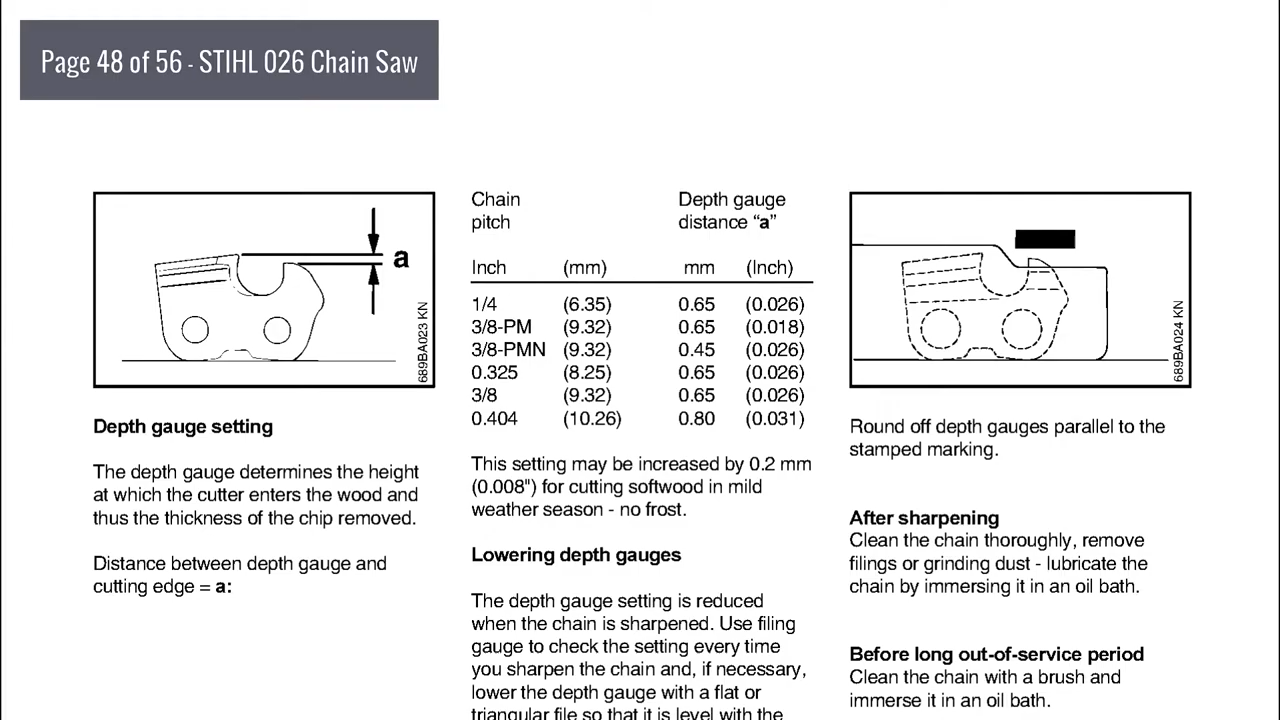 Page 48 of 56 - STIHL 026 Chain Saw
a
689BA023 KN
Depth gauge setting
The depth gauge determines the height
at which the cutter enters the wood and
thus the thickness of the chip removed.
Distance between depth gauge and
cutting edge = a:
Chain Depth gauge
pitch distance “a”
Inch (mm) mm (Inch)
1/4 (6.35) 0.65 (0.026)
3/8-PM (9.32) 0.65 (0.018)
3/8-PMN (9.32) 0.45 (0.026)
0.325 (8.25) 0.65 (0.026)
3/8 (9.32) 0.65 (0.026)
0.404 (10.26) 0.80 (0.031)
This setting may be increased by 0.2 mm
(0.008") for cutting softwood in mild
weather season - no frost.
Lowering depth gauges
The depth gauge setting is reduced
when the chain is sharpened. Use filing
gauge to check the setting every time
you sharpen the chain and, if necessary,
lower the depth gauge with a flat or
triangular file so that it is level with the
689BA024 KN
Round off depth gauges parallel to the
stamped marking.
After sharpening
Clean the chain thoroughly, remove
filings or grinding dust - lubricate the
chain by immersing it in an oil bath.
Before long out-of-service period
Clean the chain with a brush and
immerse it in an oil bath.